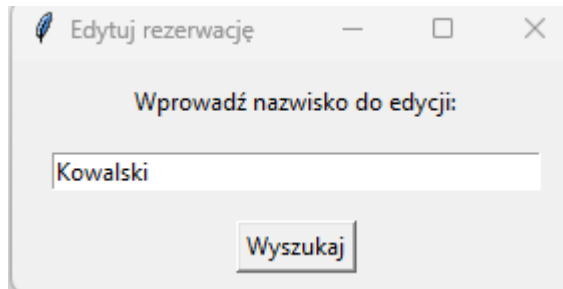 Edytuj rezerwację
Wprowadź nazwisko do edycji:
Kowalski
Wyszukaj